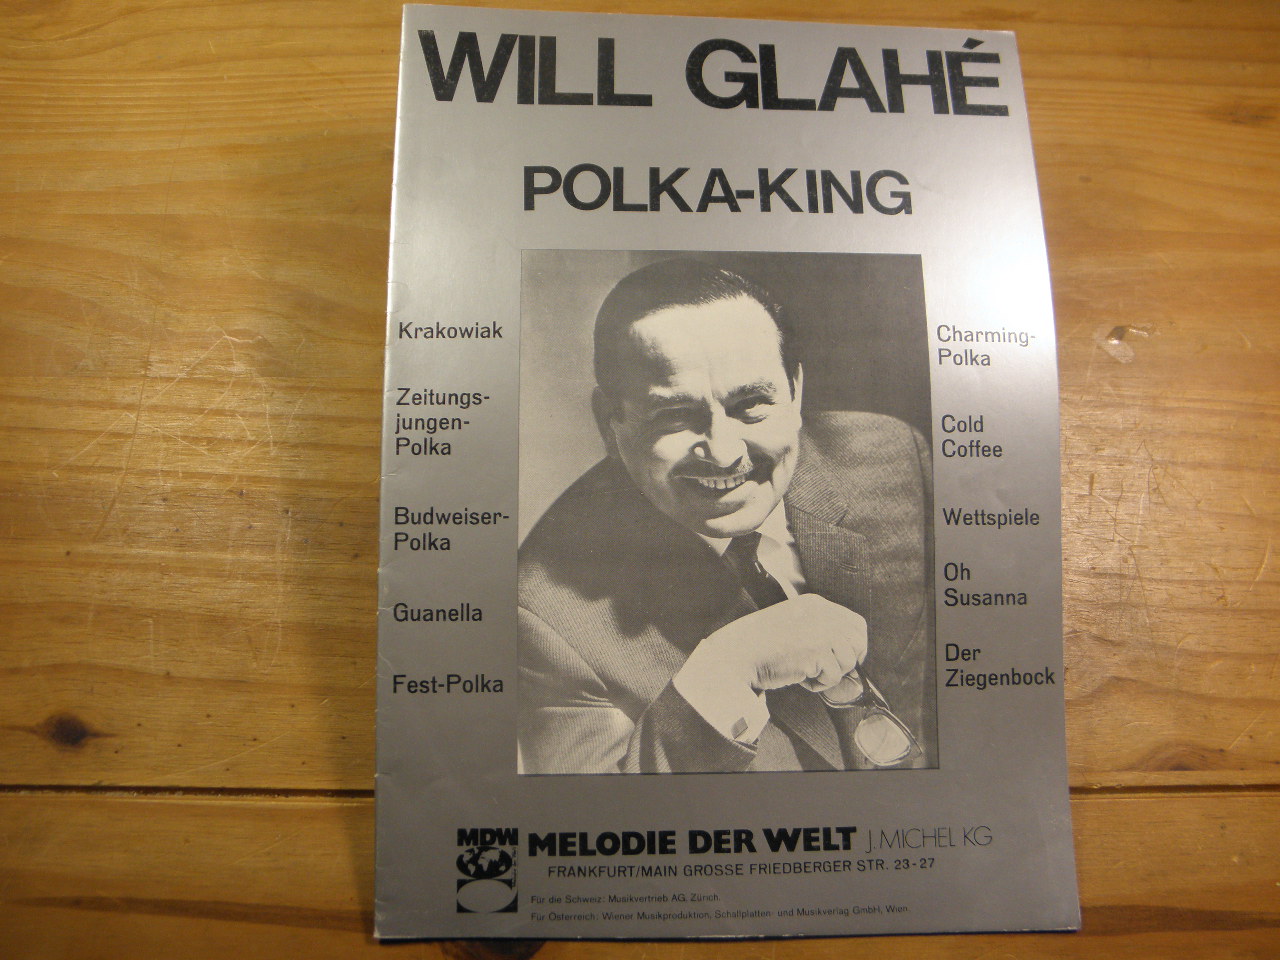 WILL GLAHÉ
POLKA-KING
Krakowiak
Zeitungs-
jungen-
Polka
Budweiser-
Polka
Guanella
Fest-Polka
Charming-
Polka
Cold
Coffee
Wettspiele
Oh
Susanna
Der
Ziegenbock
MDW
MELODIE DER WELT J. MICHEL KG
FRANKFURT/MAIN GROSSE FRIEDBERGER STR. 23-27
Für die Schweiz: Musikvertrieb AG, Zürich.
Für Österreich: Wiener Musikproduktion, Schallplatten- und Musikverlag GmbH, Wien.